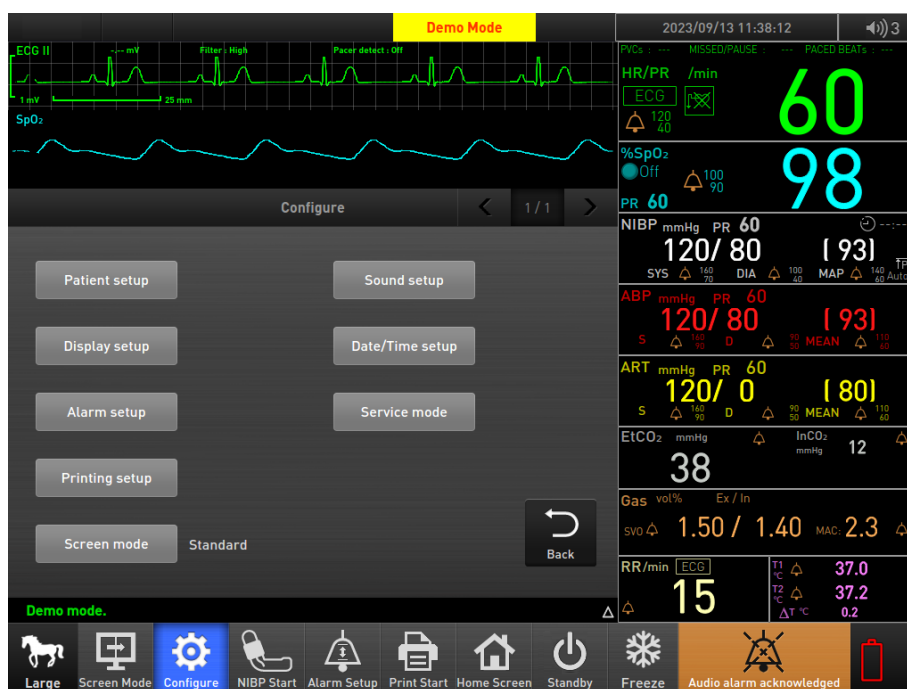 Demo Mode
2023/09/13 11:38:12
3
ECG II -.-- mV Filter : High Pacer detect : Off
1 mV 25 mm
SpO2
PVCs : --- MISSED/PAUSE : --- PACED BEATs : ---
HR/PR /min
ECG
120
40
60
%SpO2
Off
100
90
PR 60
98
Configure
1 / 1
NIBP mmHg PR 60 --:--
120/ 80 ( 93)
SYS 160 70 DIA 100 40 MAP 140 60 Auto
ABP mmHg PR 60
120/ 80 ( 93)
S 160 90 D 90 50 MEAN 110 60
ART mmHg PR 60
120/ 0 ( 80)
S 160 90 D 90 50 MEAN 110 60
EtCO2 mmHg
38
InCO2
mmHg
12
Gas vol% Ex / In
SVO 1.50 / 1.40 MAC: 2.3
RR/min ECG
15
T1 °C 37.0
T2 °C 37.2
ΔT °C 0.2
Patient setup
Sound setup
Display setup
Date/Time setup
Alarm setup
Service mode
Printing setup
Screen mode Standard
Back
Demo mode.
Large
Screen Mode
Configure
NIBP Start
Alarm Setup
Print Start
Home Screen
Standby
Freeze
Audio alarm acknowledged